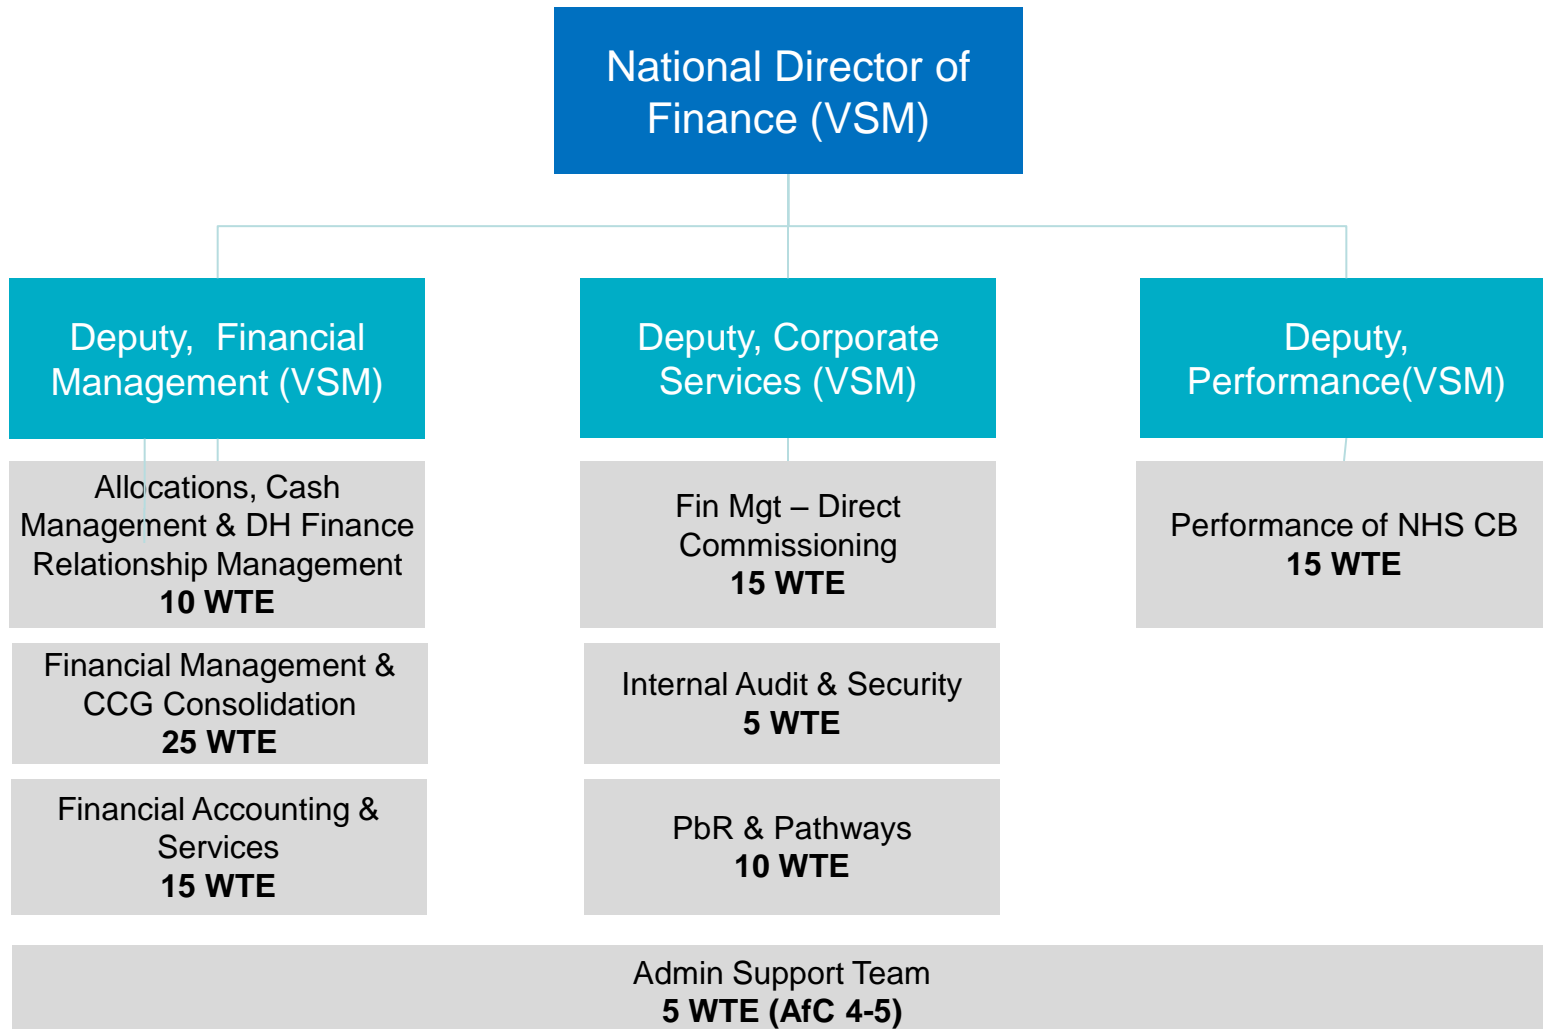 National Director of
Finance (VSM)
Deputy,  Financial
Management (VSM)
Deputy, Corporate
Services (VSM)
Deputy,
Performance(VSM)
Allocations, Cash
Management & DH Finance
Relationship Management
10 WTE
Fin Mgt – Direct
Commissioning
15 WTE
Performance of NHS CB
15 WTE
Financial Management &
CCG Consolidation
25 WTE
Internal Audit & Security
5 WTE
Financial Accounting &
Services
15 WTE
PbR & Pathways
10 WTE
Admin Support Team
5 WTE (AfC 4-5)